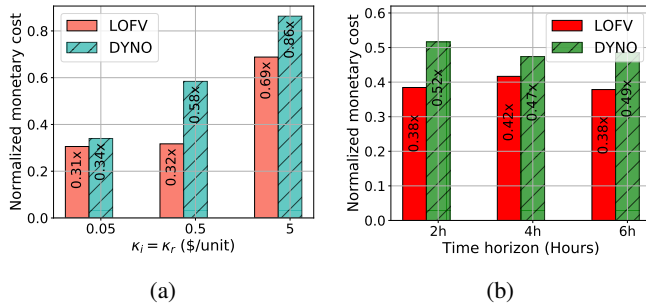 Normalized monetary cost
0.8
0.6
0.4
0.2
0.0
LOFV
DYNO
0.31x
0.34x
0.32x
0.58x
0.69x
0.86x
0.05
0.5
5
κi = κr ($/unit)
(a)
Normalized monetary cost
0.6
0.5
0.4
0.3
0.2
0.1
0.0
LOFV
DYNO
0.38x
0.52x
0.42x
0.47x
0.38x
0.49x
2h
4h
6h
Time horizon (Hours)
(b)